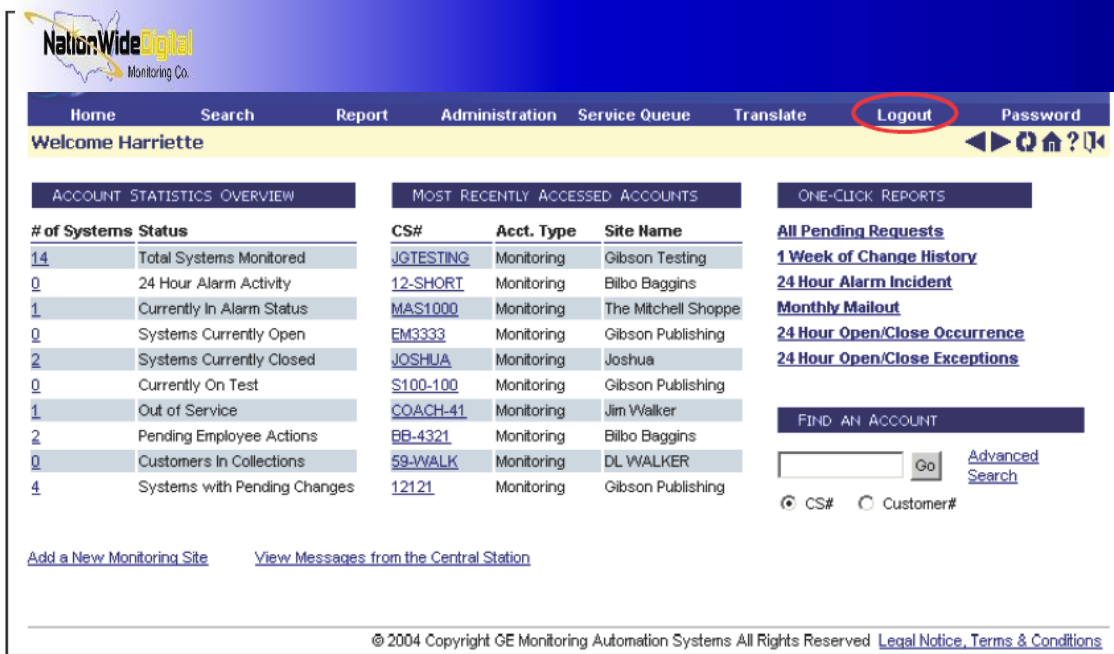 NationWideDigital
Monitoring Co.
Home Search Report Administration Service Queue Translate Logout Password
Welcome Harriette
?
ACCOUNT STATISTICS OVERVIEW
# of Systems Status
14 Total Systems Monitored
0 24 Hour Alarm Activity
1 Currently In Alarm Status
0 Systems Currently Open
2 Systems Currently Closed
0 Currently On Test
1 Out of Service
2 Pending Employee Actions
0 Customers In Collections
4 Systems with Pending Changes
MOST RECENTLY ACCESSED ACCOUNTS
CS# Acct. Type Site Name
JGTESTING Monitoring Gibson Testing
12-SHORT Monitoring Bilbo Baggins
MAS1000 Monitoring The Mitchell Shoppe
EM3333 Monitoring Gibson Publishing
JOSHUA Monitoring Joshua
S100-100 Monitoring Gibson Publishing
COACH-41 Monitoring Jim Walker
BB-4321 Monitoring Bilbo Baggins
59-WALK Monitoring DL WALKER
12121 Monitoring Gibson Publishing
ONE-CLICK REPORTS
All Pending Requests
1 Week of Change History
24 Hour Alarm Incident
Monthly Mailout
24 Hour Open/Close Occurrence
24 Hour Open/Close Exceptions
FIND AN ACCOUNT
Go
Advanced
Search
CS# Customer#
Add a New Monitoring Site View Messages from the Central Station
© 2004 Copyright GE Monitoring Automation Systems All Rights Reserved Legal Notice, Terms & Conditions